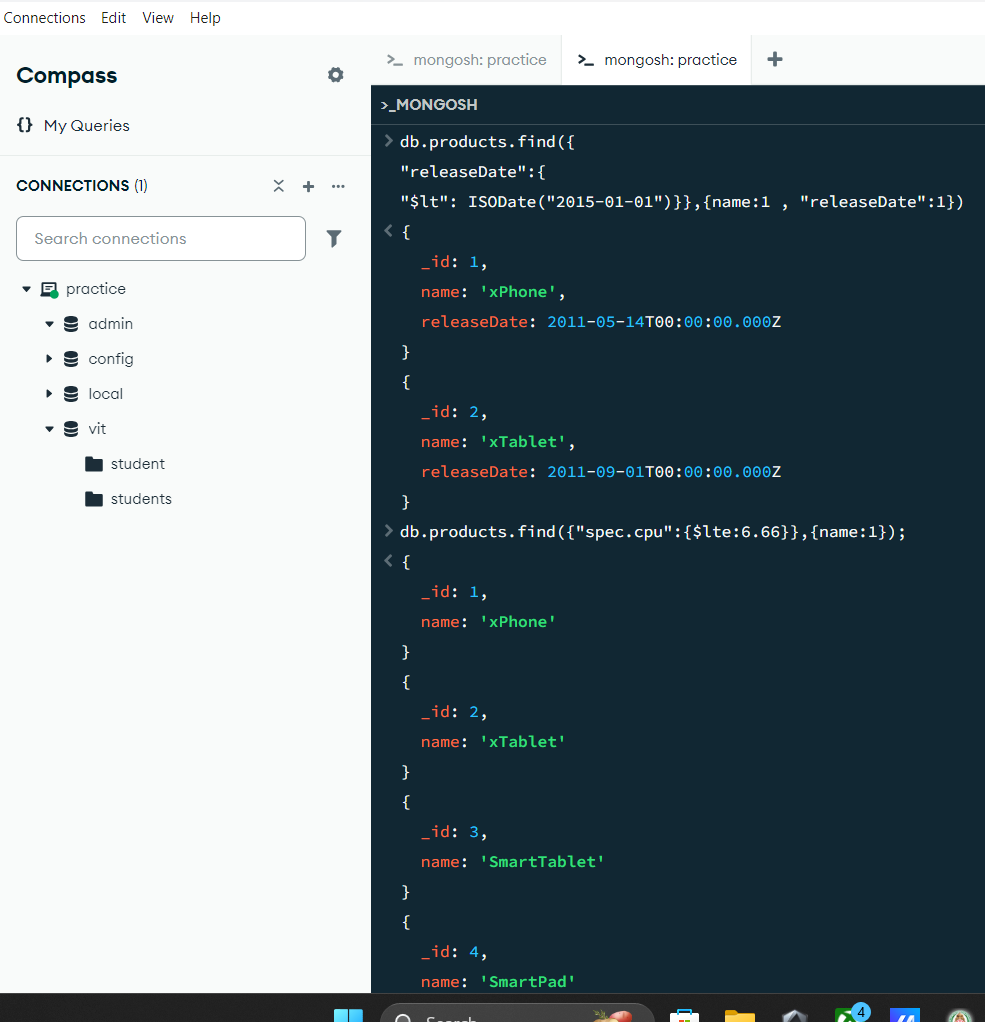 Connections Edit View Help
Compass
{} My Queries
CONNECTIONS (1)
Search connections
practice
admin
config
local
vit
student
students
>_ mongosh: practice
>_ mongosh: practice
>_MONGOSH
> db.products.find({
"releaseDate":{
"$lt": ISODate("2015-01-01")}},{name:1 , "releaseDate":1})
< {
_id: 1,
name: 'xPhone',
releaseDate: 2011-05-14T00:00:00.000Z
}
{
_id: 2,
name: 'xTablet',
releaseDate: 2011-09-01T00:00:00.000Z
}
> db.products.find({"spec.cpu":{$lte:6.66}},{name:1});
< {
_id: 1,
name: 'xPhone'
}
{
_id: 2,
name: 'xTablet'
}
{
_id: 3,
name: 'SmartTablet'
}
{
_id: 4,
name: 'SmartPad'
Search
4